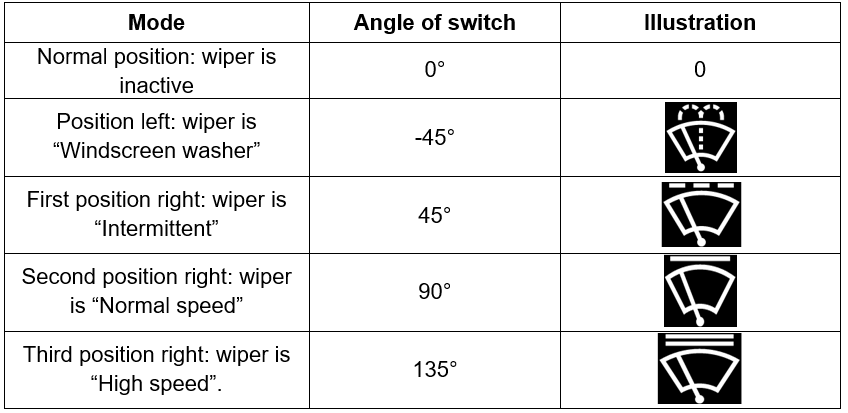 Mode Angle of switch Illustration
Normal position: wiper is
inactive
0° 0
Position left: wiper is
“Windscreen washer”
-45°
First position right: wiper is
“Intermittent”
45°
Second position right: wiper
is “Normal speed”
90°
Third position right: wiper is
“High speed”.
135°